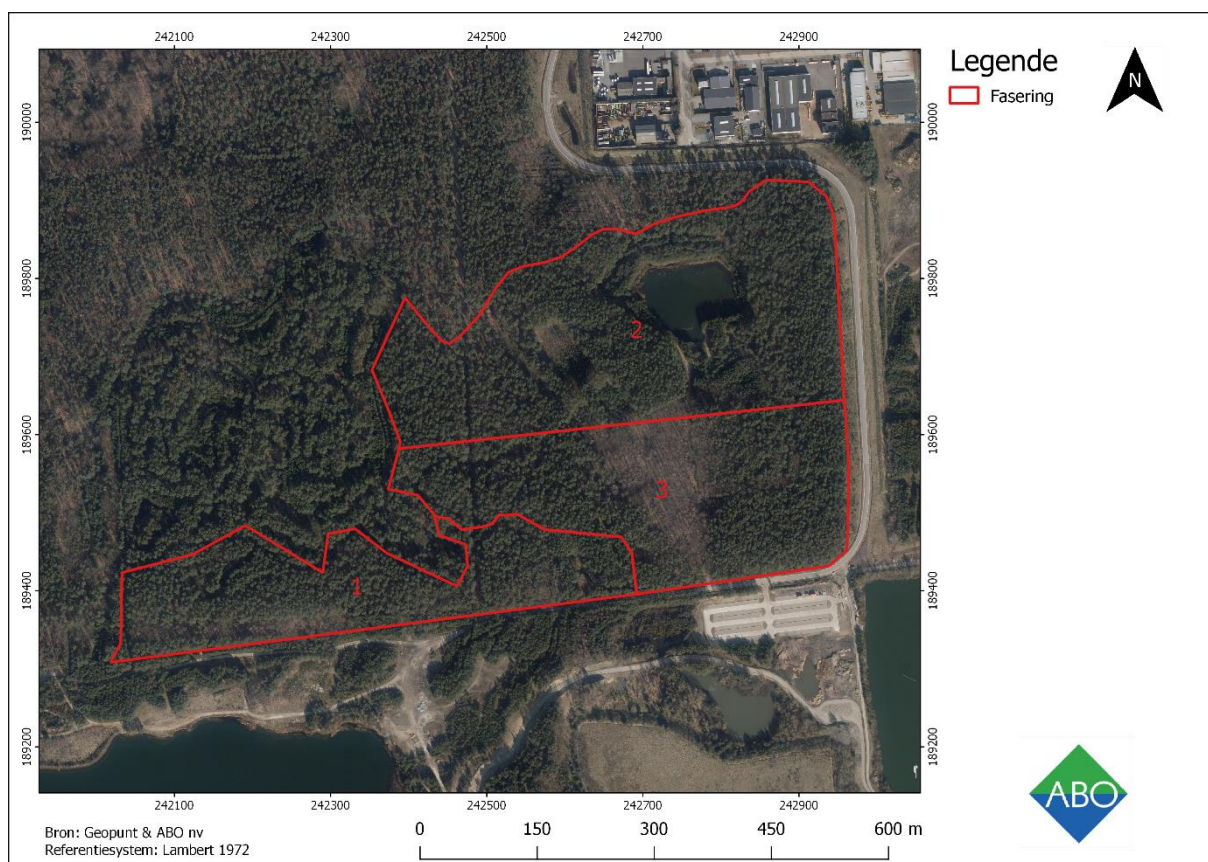 242100 242300 242500 242700 242900
Legende
Fasering
N
190000 190000
189800 189800
2
189600 189600
3
189400 189400
1
189200 189200
242100 242300 242500 242700 242900
ABO
Bron: Geopunt & ABO nv
Referentiesysteem: Lambert 1972
0 150 300 450 600 m